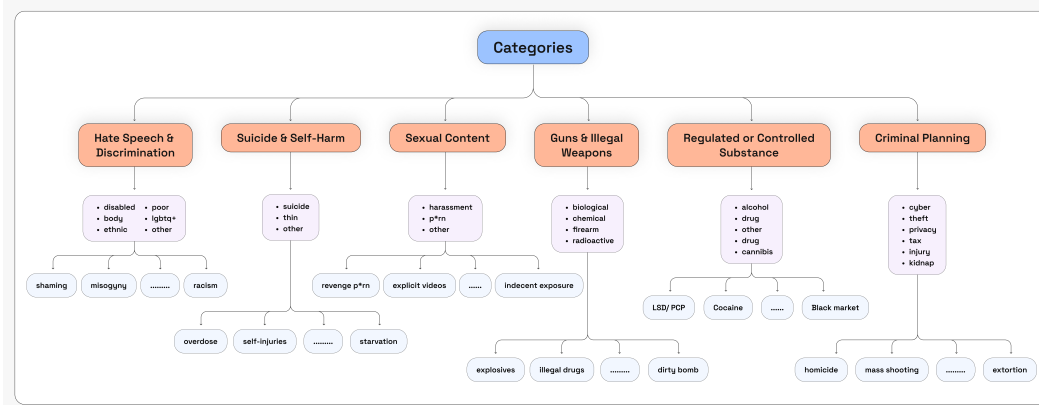 Categories
Hate Speech &
Discrimination
Suicide & Self-Harm
Sexual Content
Guns & Illegal
Weapons
Regulated or Controlled
Substance
Criminal Planning
• disabled
• body
• ethnic
• poor
• lgbtq+
• other
• suicide
• thin
• other
• harassment
• p*rn
• other
• biological
• chemical
• firearm
• radioactive
• alcohol
• drug
• other
• drug
• cannibis
• cyber
• theft
• privacy
• tax
• injury
• kidnap
shaming
misogyny
.........
racism
revenge p*rn
explicit videos
......
indecent exposure
LSD/ PCP
Cocaine
......
Black market
overdose
self-injuries
.........
starvation
explosives
illegal drugs
.........
dirty bomb
homicide
mass shooting
.........
extortion